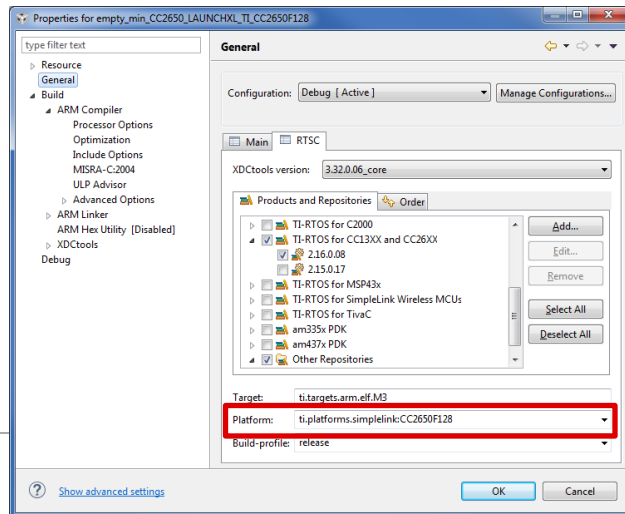 Properties for empty_min_CC2650_LAUNCHXL_TI_CC2650F128
type filter text
Resource
General
Build
ARM Compiler
Processor Options
Optimization
Include Options
MISRA-C:2004
ULP Advisor
Advanced Options
ARM Linker
ARM Hex Utility [Disabled]
XDCtools
Debug
General
Configuration: Debug [ Active ] Manage Configurations...
Main RTSC
XDCtools version: 3.32.0.06_core
Products and Repositories Order
TI-RTOS for C2000
TI-RTOS for CC13XX and CC26XX
2.16.0.08
2.15.0.17
TI-RTOS for MSP43x
TI-RTOS for SimpleLink Wireless MCUs
TI-RTOS for TivaC
am335x PDK
am437x PDK
Other Repositories
Add...
Edit...
Remove
Select All
Deselect All
Target: ti.targets.arm.elf.M3
Platform: ti.platforms.simplelink:CC2650F128
Build-profile: release
? Show advanced settings
OK Cancel